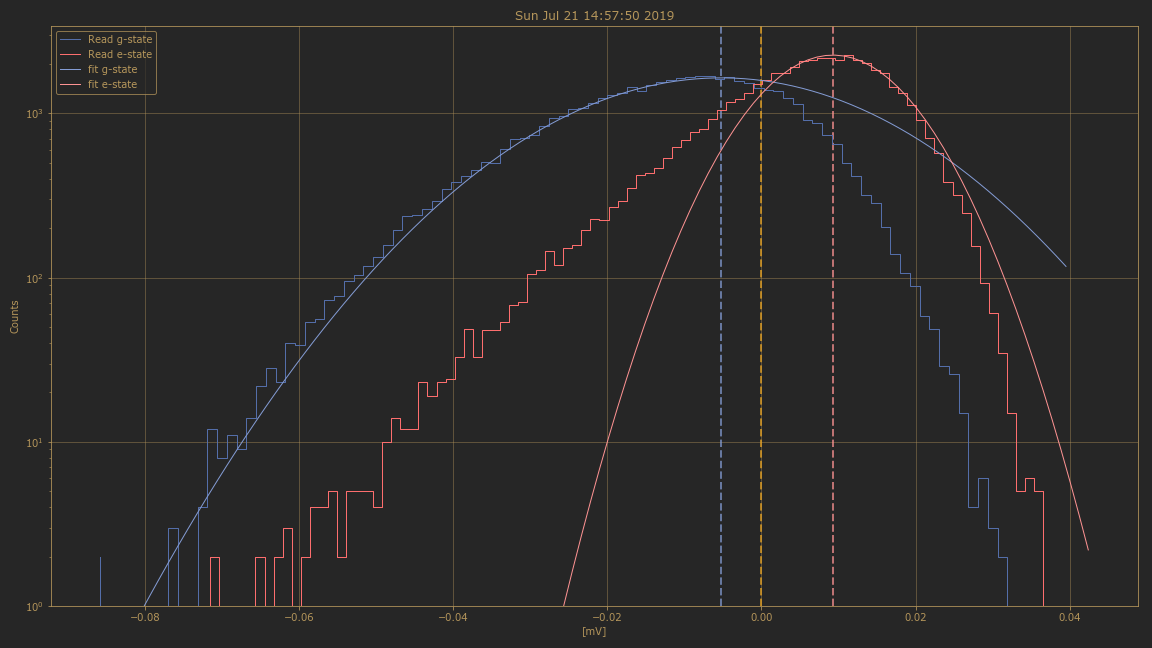 Sun Jul 21 14:57:50 2019
Read g-state
Read e-state
fit g-state
fit e-state
Counts
10³
10²
10¹
10⁰
−0.08 −0.06 −0.04 −0.02 0.00 0.02 0.04
[mV]